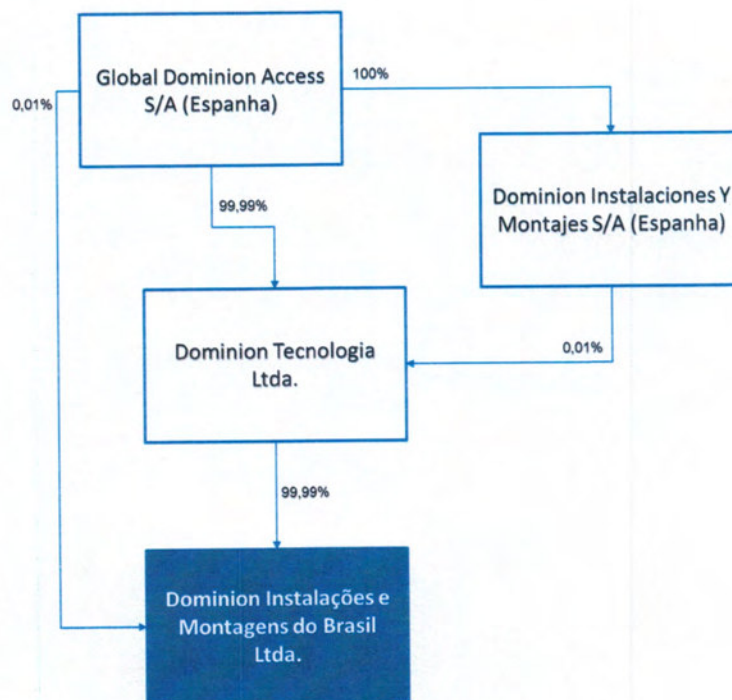 Global Dominion Access
S/A (Espanha)
100%
0,01%
Dominion Instalaciones Y
Montajes S/A (Espanha)
99,99%
Dominion Tecnologia
Ltda.
0,01%
99,99%
Dominion Instalações e
Montagens do Brasil
Ltda.